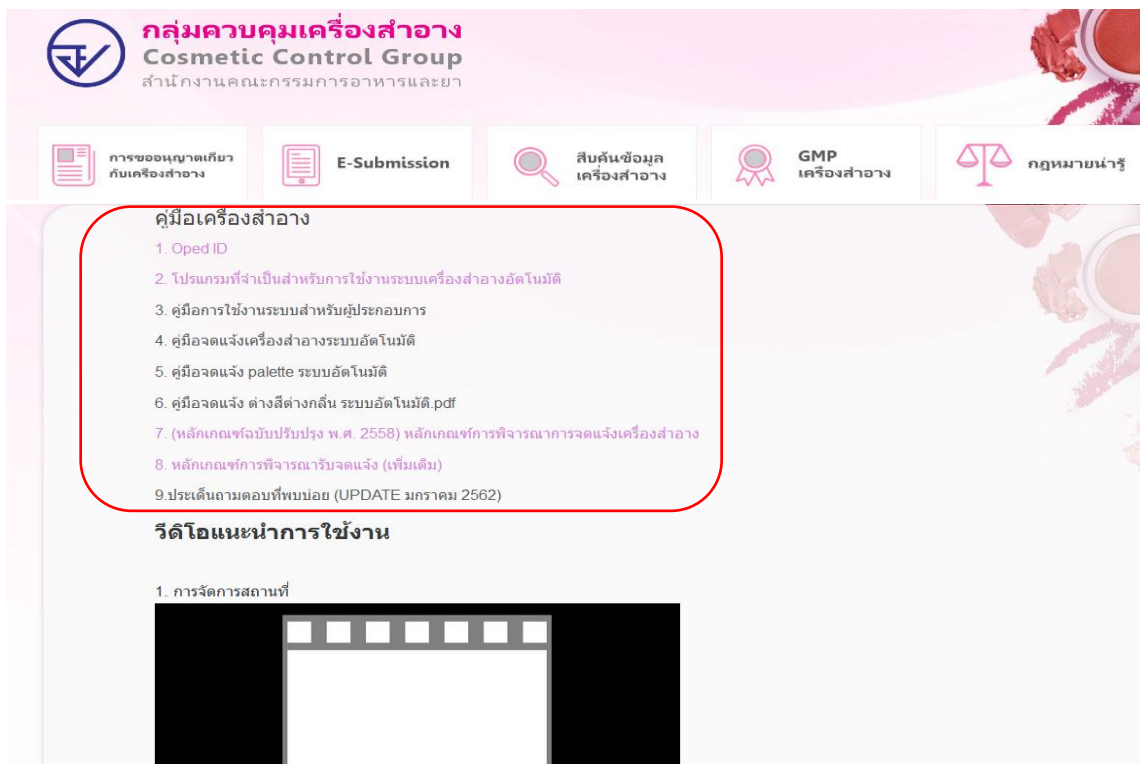 กลุ่มควบคุมเครื่องสำอาง
Cosmetic Control Group
สำนักงานคณะกรรมการอาหารและยา
การขออนุญาตเกี่ยว
กับเครื่องสำอาง
E-Submission
สืบค้นข้อมูล
เครื่องสำอาง
GMP
เครื่องสำอาง
กฎหมายน่ารู้
คู่มือเครื่องสำอาง
1. Oped ID
2. โปรแกรมที่จำเป็นสำหรับการใช้งานระบบเครื่องสำอางอัตโนมัติ
3. คู่มือการใช้งานระบบสำหรับผู้ประกอบการ
4. คู่มือจดแจ้งเครื่องสำอางระบบอัตโนมัติ
5. คู่มือจดแจ้ง palette ระบบอัตโนมัติ
6. คู่มือจดแจ้ง ต่างสีต่างกลิ่น ระบบอัตโนมัติ.pdf
7. (หลักเกณฑ์ฉบับปรับปรุง พ.ศ. 2558) หลักเกณฑ์การพิจารณาการจดแจ้งเครื่องสำอาง
8. หลักเกณฑ์การพิจารณารับจดแจ้ง (เพิ่มเติม)
9.ประเด็นถามตอบที่พบบ่อย (UPDATE มกราคม 2562)
วีดิโอแนะนำการใช้งาน
1. การจัดการสถานที่